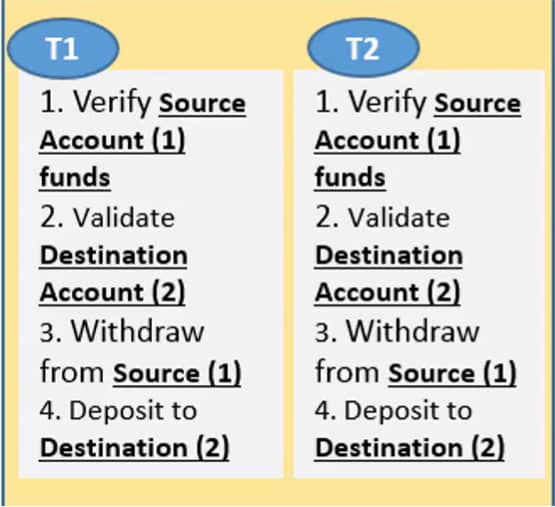 T1
1. Verify Source
Account (1)
funds
2. Validate
Destination
Account (2)
3. Withdraw
from Source (1)
4. Deposit to
Destination (2)
T2
1. Verify Source
Account (1)
funds
2. Validate
Destination
Account (2)
3. Withdraw
from Source (1)
4. Deposit to
Destination (2)